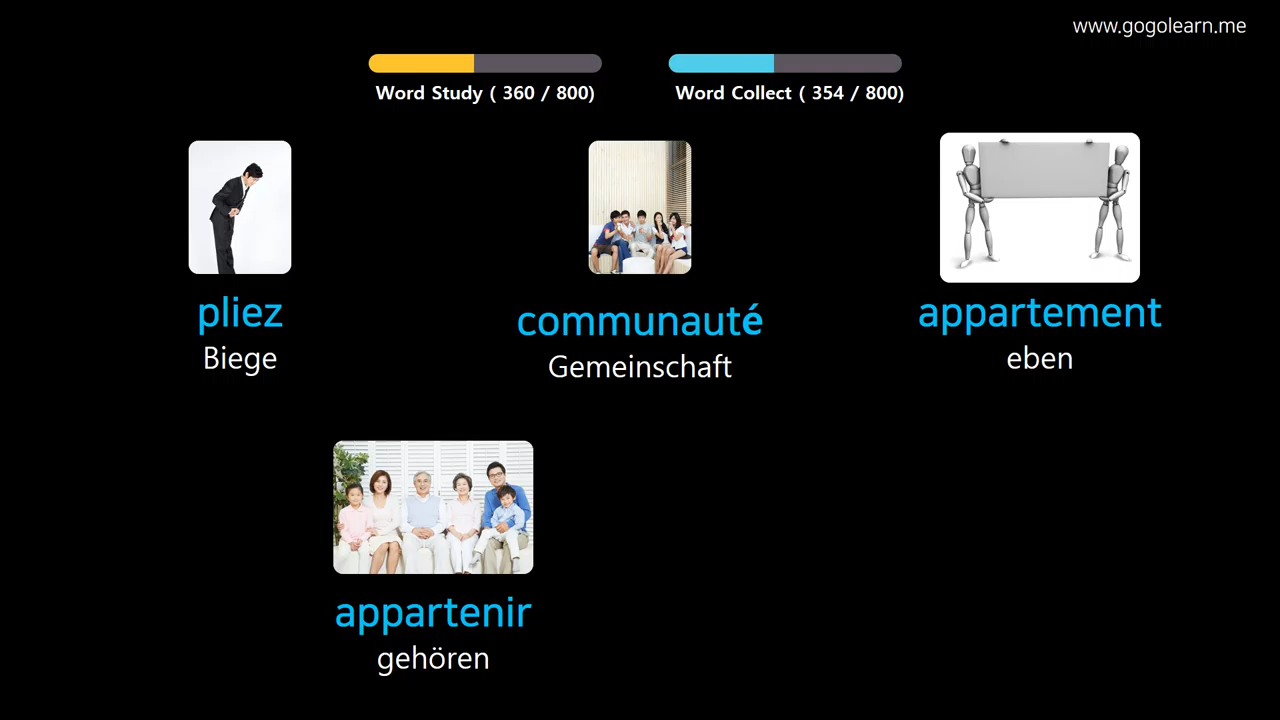 www.gogolearn.me
Word Study ( 360 / 800)
Word Collect ( 354 / 800)
pliez
Biege
communauté
Gemeinschaft
appartement
eben
appartenir
gehören